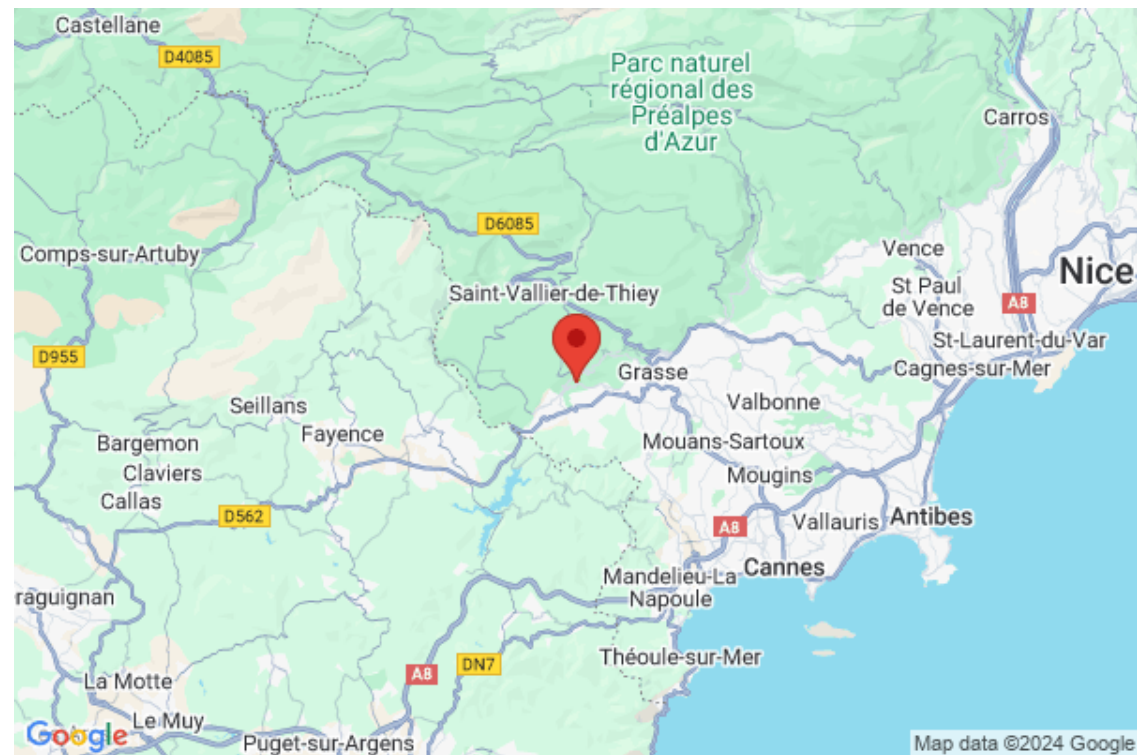 Castellane
D4085
Parc naturel
régional des
Préalpes
d'Azur
Carros
D6085
Comps-sur-Artuby
Vence
Nice
Saint-Vallier-de-Thiey
St Paul
de Vence
A8
D955
St-Laurent-du-Var
Grasse
Cagnes-sur-Mer
Seillans
Valbonne
Fayence
Bargemon
Mouans-Sartoux
Claviers
Mougins
Callas
D562
A8
Vallauris
Antibes
Cannes
Mandelieu-La
Napoule
raguignan
Théoule-sur-Mer
DN7
A8
La Motte
Le Muy
Google
Puget-sur-Argens
Map data ©2024 Google